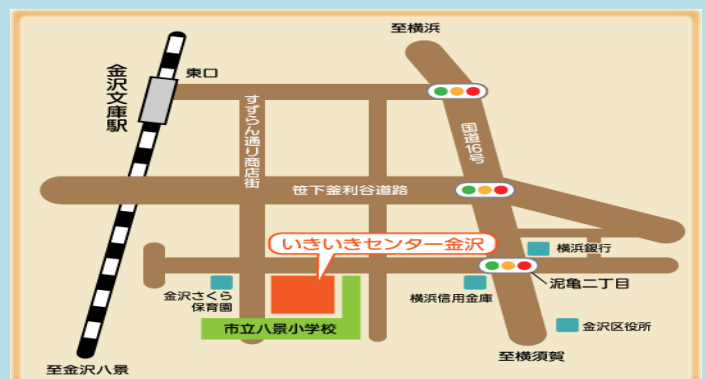 至横浜
東口
金沢文庫駅
すずらん通り商店街
国道16号
笹下釜利谷道路
いきいきセンター金沢
横浜銀行
泥亀二丁目
金沢さくら
保育園
横浜信用金庫
市立八景小学校
金沢区役所
至横須賀
至金沢八景